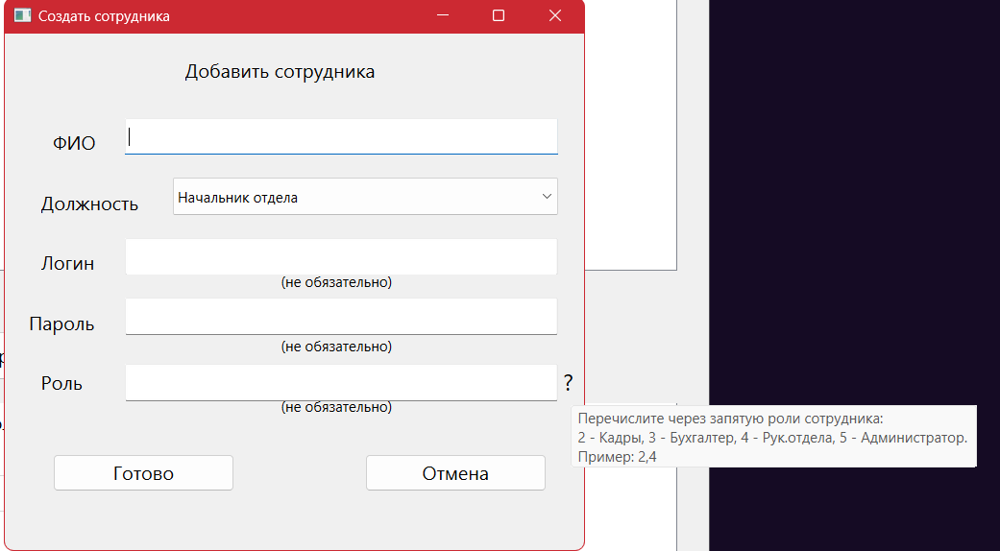 Создать сотрудника
Добавить сотрудника
ФИО
Должность
Начальник отдела
Логин
(не обязательно)
Пароль
(не обязательно)
Роль
?
(не обязательно)
Перечислите через запятую роли сотрудника:
2 - Кадры, 3 - Бухгалтер, 4 - Рук.отдела, 5 - Администратор.
Пример: 2,4
Готово
Отмена